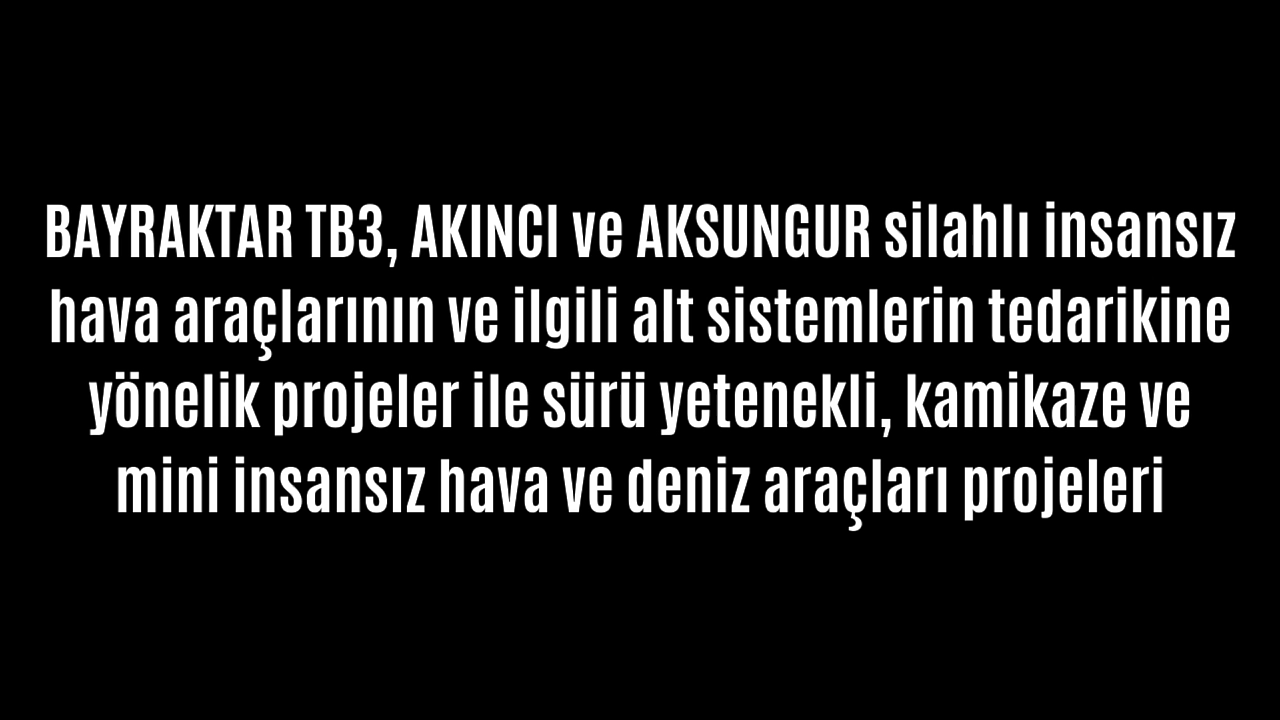 BAYRAKTAR TB3, AKINCI ve AKSUNGUR silahlı insansız
hava araçlarının ve ilgili alt sistemlerin tedarikine
yönelik projeler ile sürü yetenekli, kamikaze ve
mini insansız hava ve deniz araçları projeleri